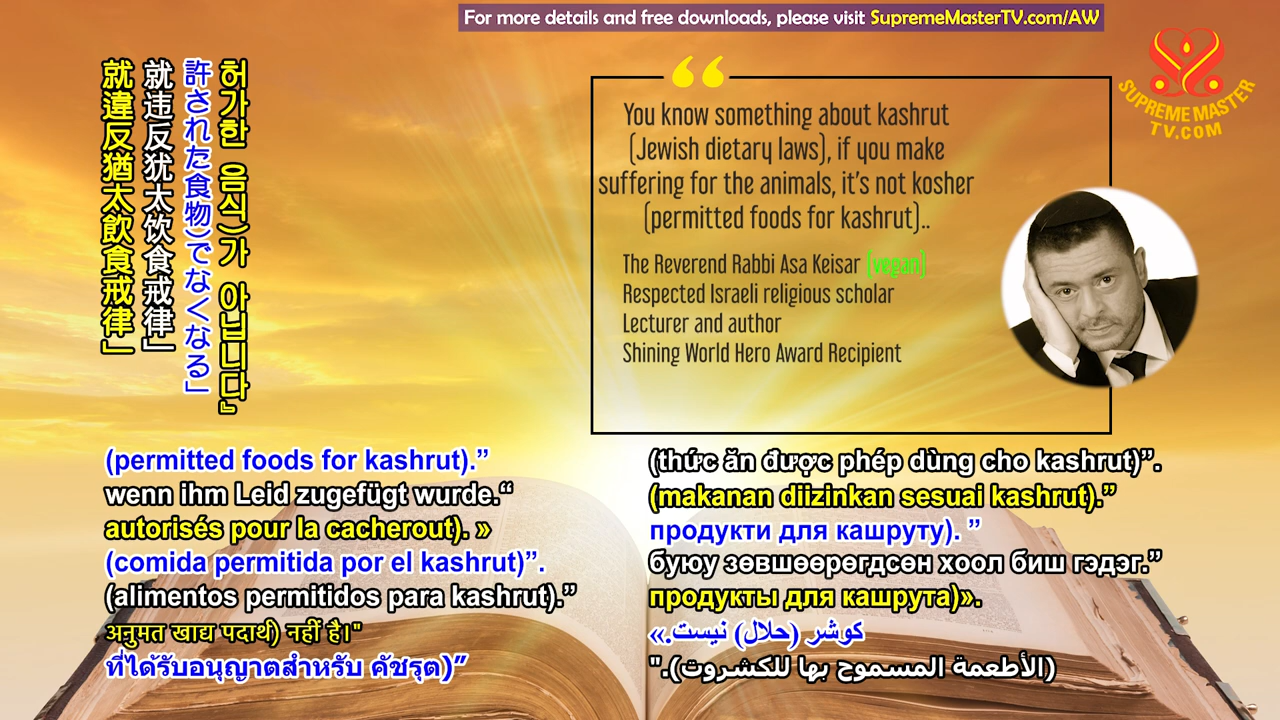 For more details and free downloads, please visit SupremeMasterTV.com/AW
SUPREME MASTER
TV.COM
허가한 음식)가 아닙니다』
許された食物)でなくなる」
就违反犹太饮食戒律」
就違反猶太飲食戒律」
“
You know something about kashrut
(Jewish dietary laws), if you make
suffering for the animals, it's not kosher
(permitted foods for kashrut)..
The Reverend Rabbi Asa Keisar (vegan)
Respected Israeli religious scholar
Lecturer and author
Shining World Hero Award Recipient
(permitted foods for kashrut).”
wenn ihm Leid zugefügt wurde.“
autorisés pour la cacherout). »
(comida permitida por el kashrut)”.
(alimentos permitidos para kashrut).”
अनुमत खाद्य पदार्थ) नहीं है।"
ที่ได้รับอนุญาตสำหรับ คัชรุต)”
(thức ăn được phép dùng cho kashrut)”.
(makanan diizinkan sesuai kashrut).”
продукти для кашруту). ”
буюу зөвшөөрөгдсөн хоол биш гэдэг.”
продукты для кашрута)».
کوشر (حلال) نیست.»
(الأطعمة المسموح بها للكشروت).".